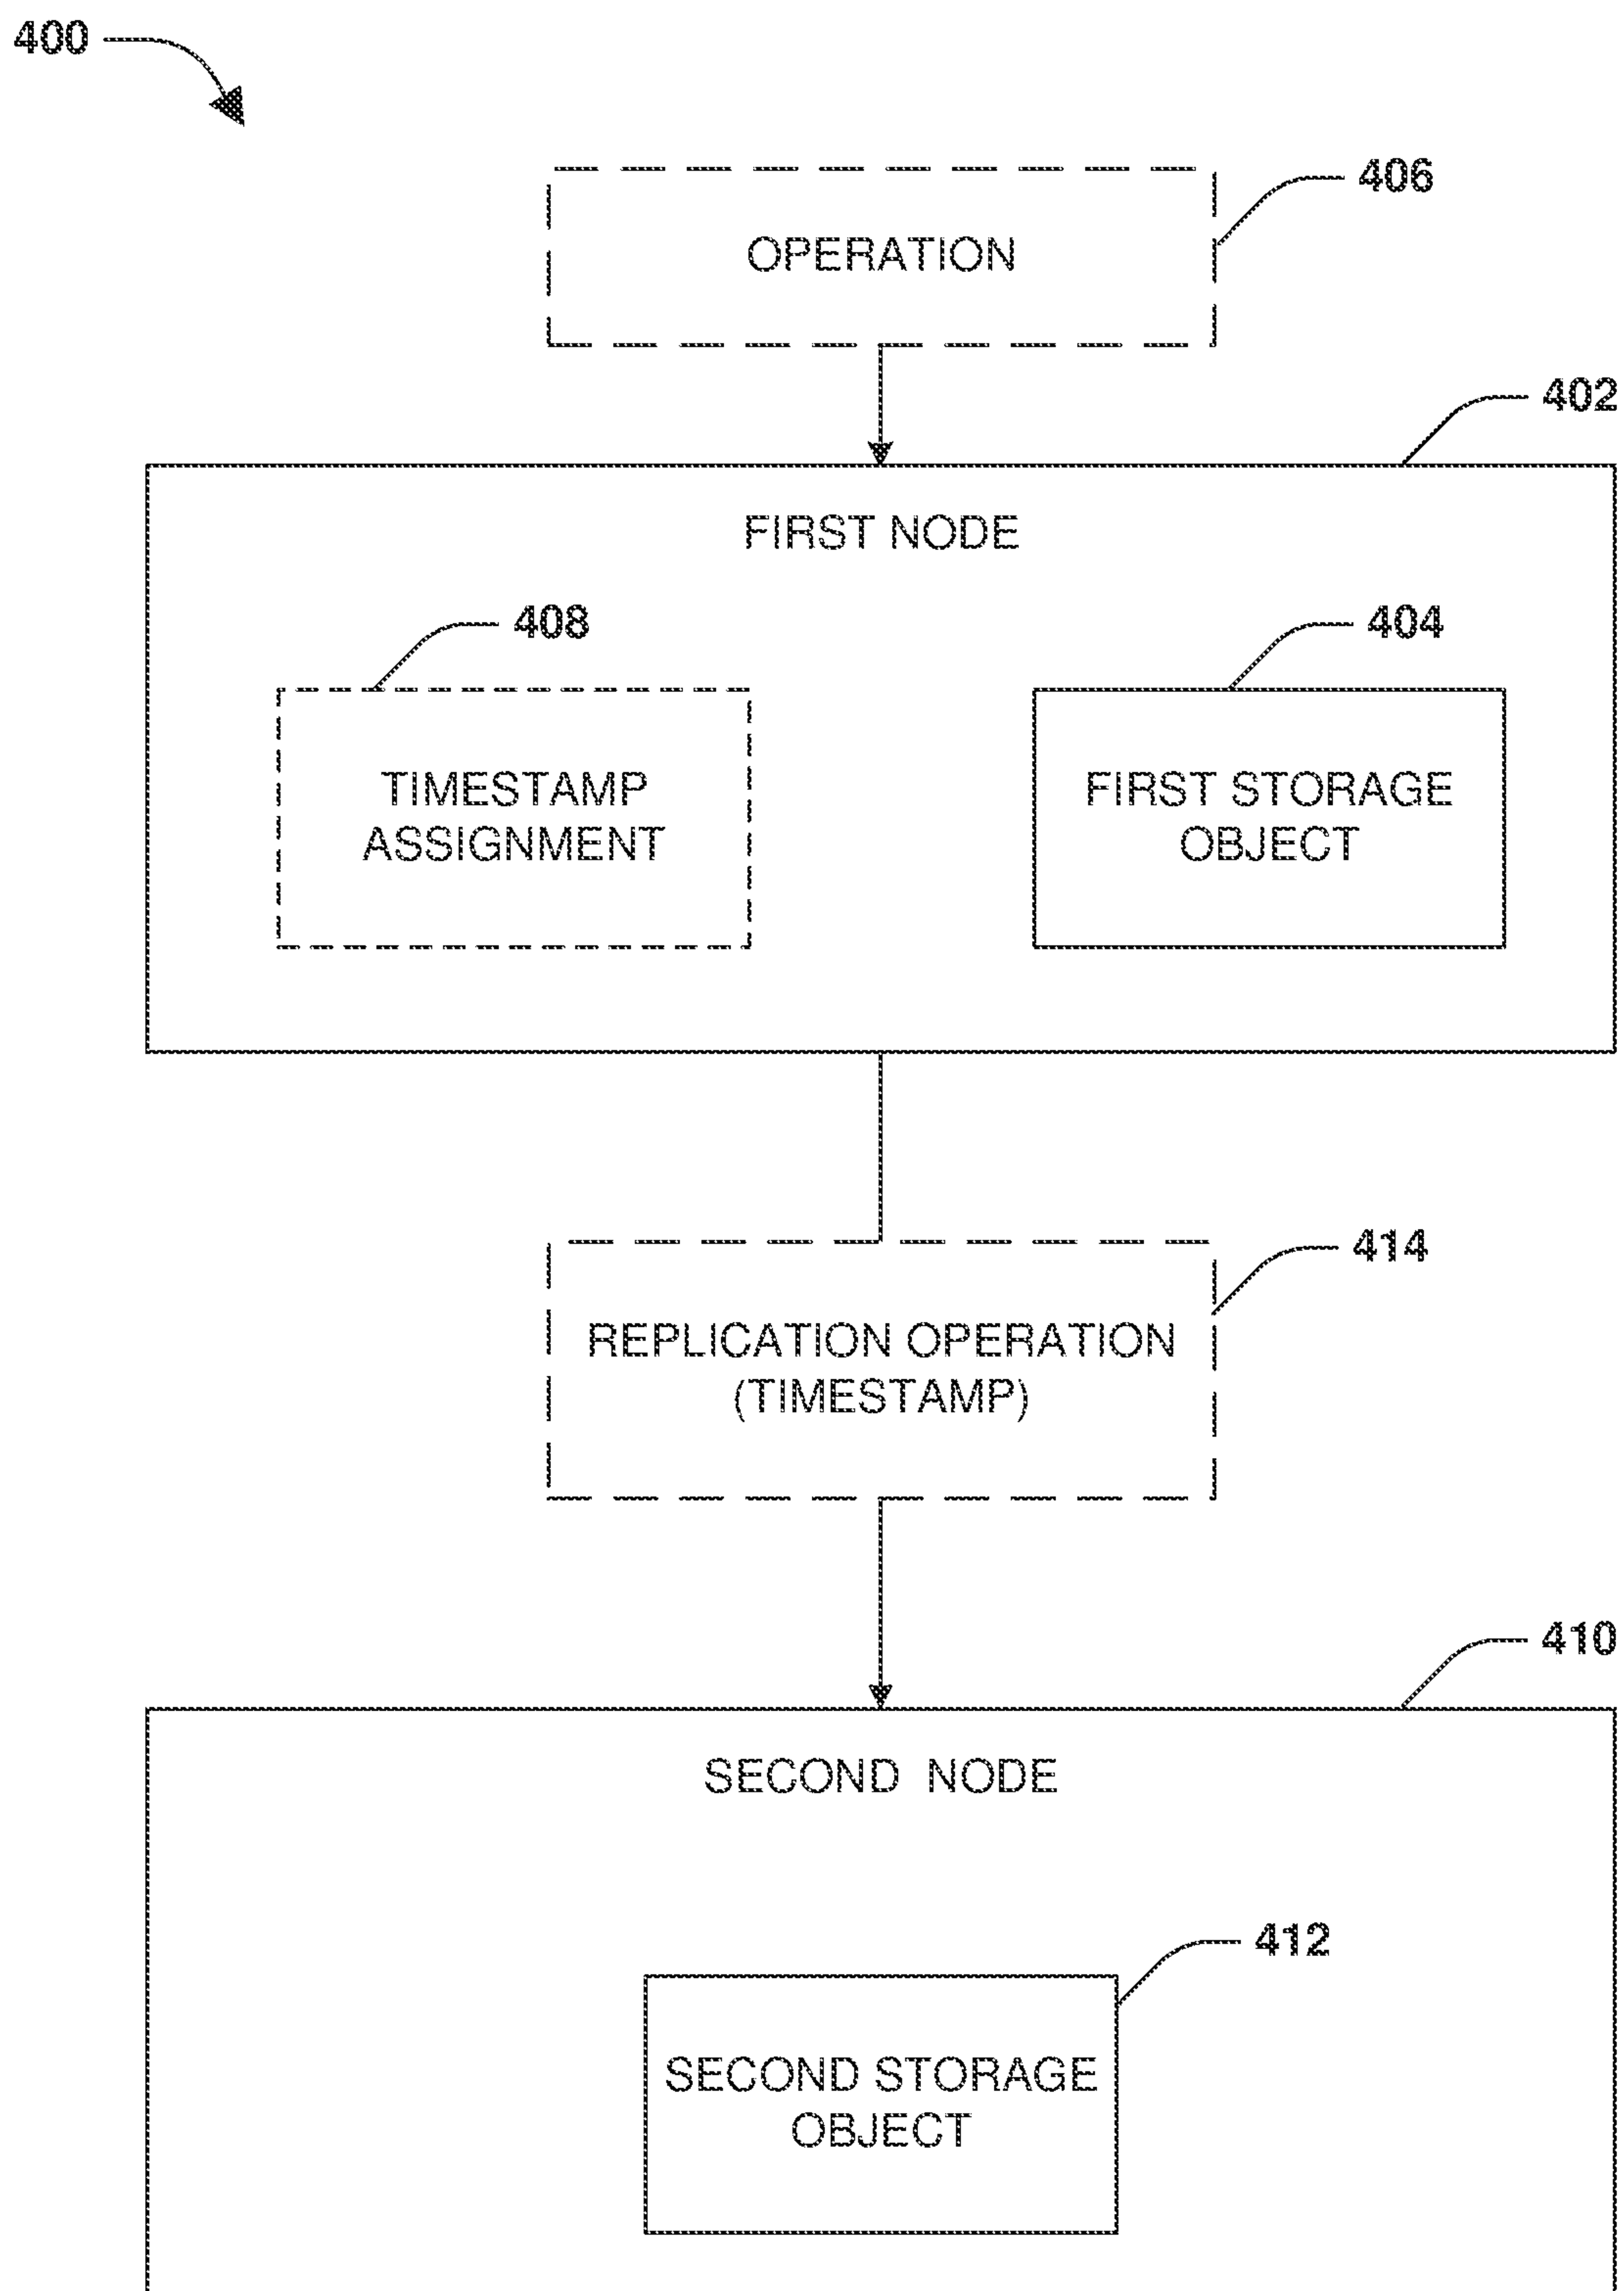 400
406
OPERATION
402
FIRST NODE
408
404
TIMESTAMP
ASSIGNMENT
FIRST STORAGE
OBJECT
414
REPLICATION OPERATION
(TIMESTAMP)
410
SECOND NODE
412
SECOND STORAGE
OBJECT